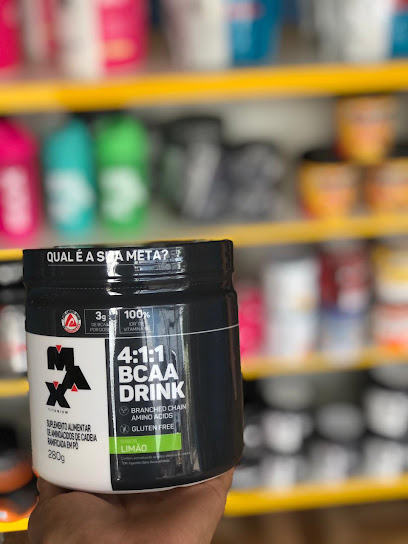 QUAL É A SUA META?
3g
100%
4:1:1
BCAA
DRINK
BRANCHED CHAIN
AMINO ACIDS
GLUTEN FREE
MAX
TITANIUM
SUPLEMENTO ALIMENTAR
DE AMINOÁCIDOS DE CADEIA
RAMIFICADA EM PÓ
280g
SABOR
LIMÃO